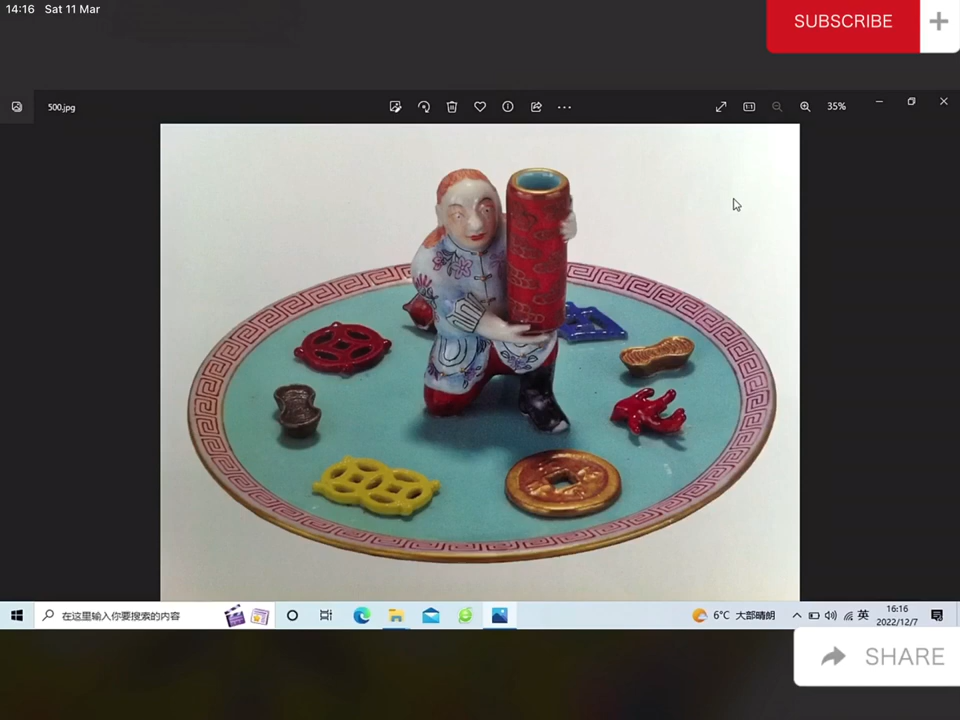 14:16 Sat 11 Mar
SUBSCRIBE
500.jpg
35%
在这里输入你要搜索的内容
6°C 大部晴朗
英
16:16
2022/12/7
SHARE